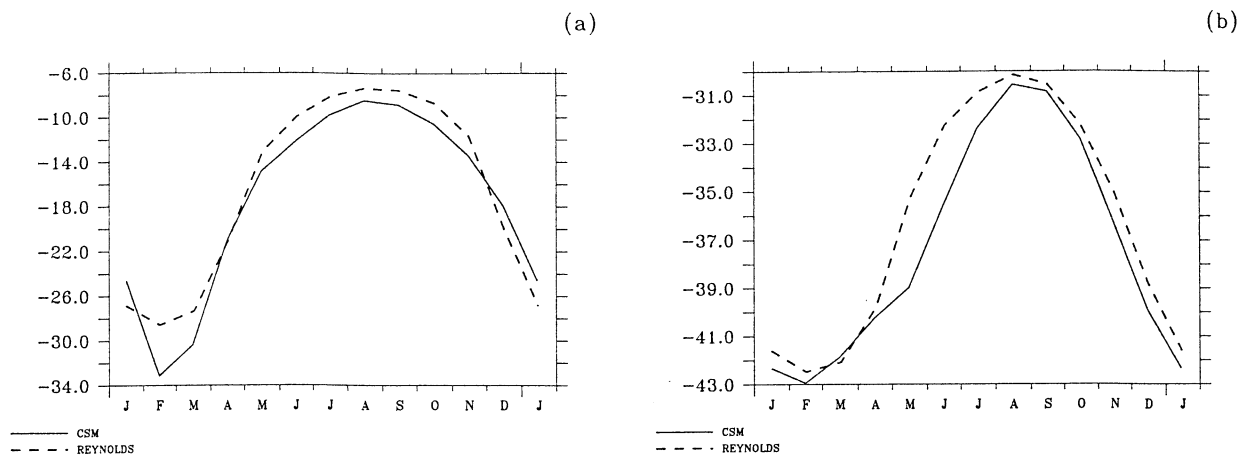 (a)
-6.0
-10.0
-14.0
-18.0
-22.0
-26.0
-30.0
-34.0
J F M A M J J A S O N D J
CSM
REYNOLDS
(b)
-31.0
-33.0
-35.0
-37.0
-39.0
-41.0
-43.0
J F M A M J J A S O N D J
CSM
REYNOLDS